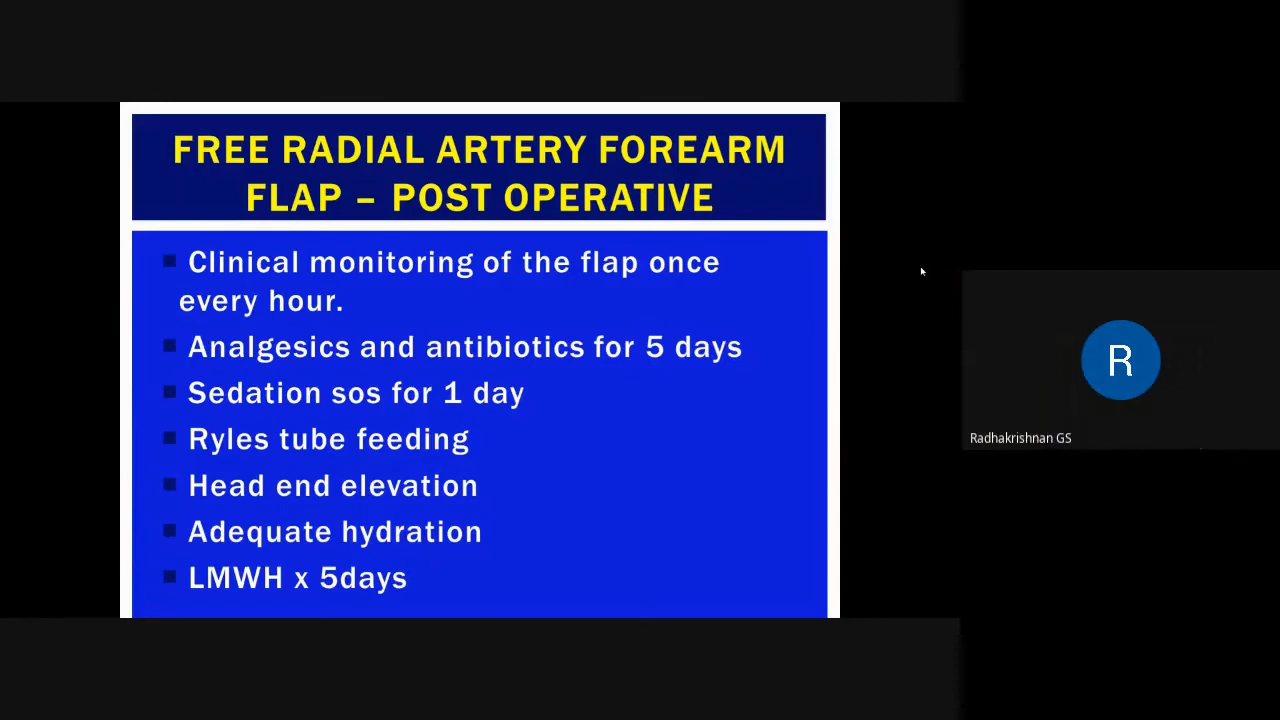 FREE RADIAL ARTERY FOREARM
FLAP – POST OPERATIVE
Clinical monitoring of the flap once
every hour.
Analgesics and antibiotics for 5 days
Sedation sos for 1 day
Ryles tube feeding
Head end elevation
Adequate hydration
LMWH x 5days
R
Radhakrishnan GS